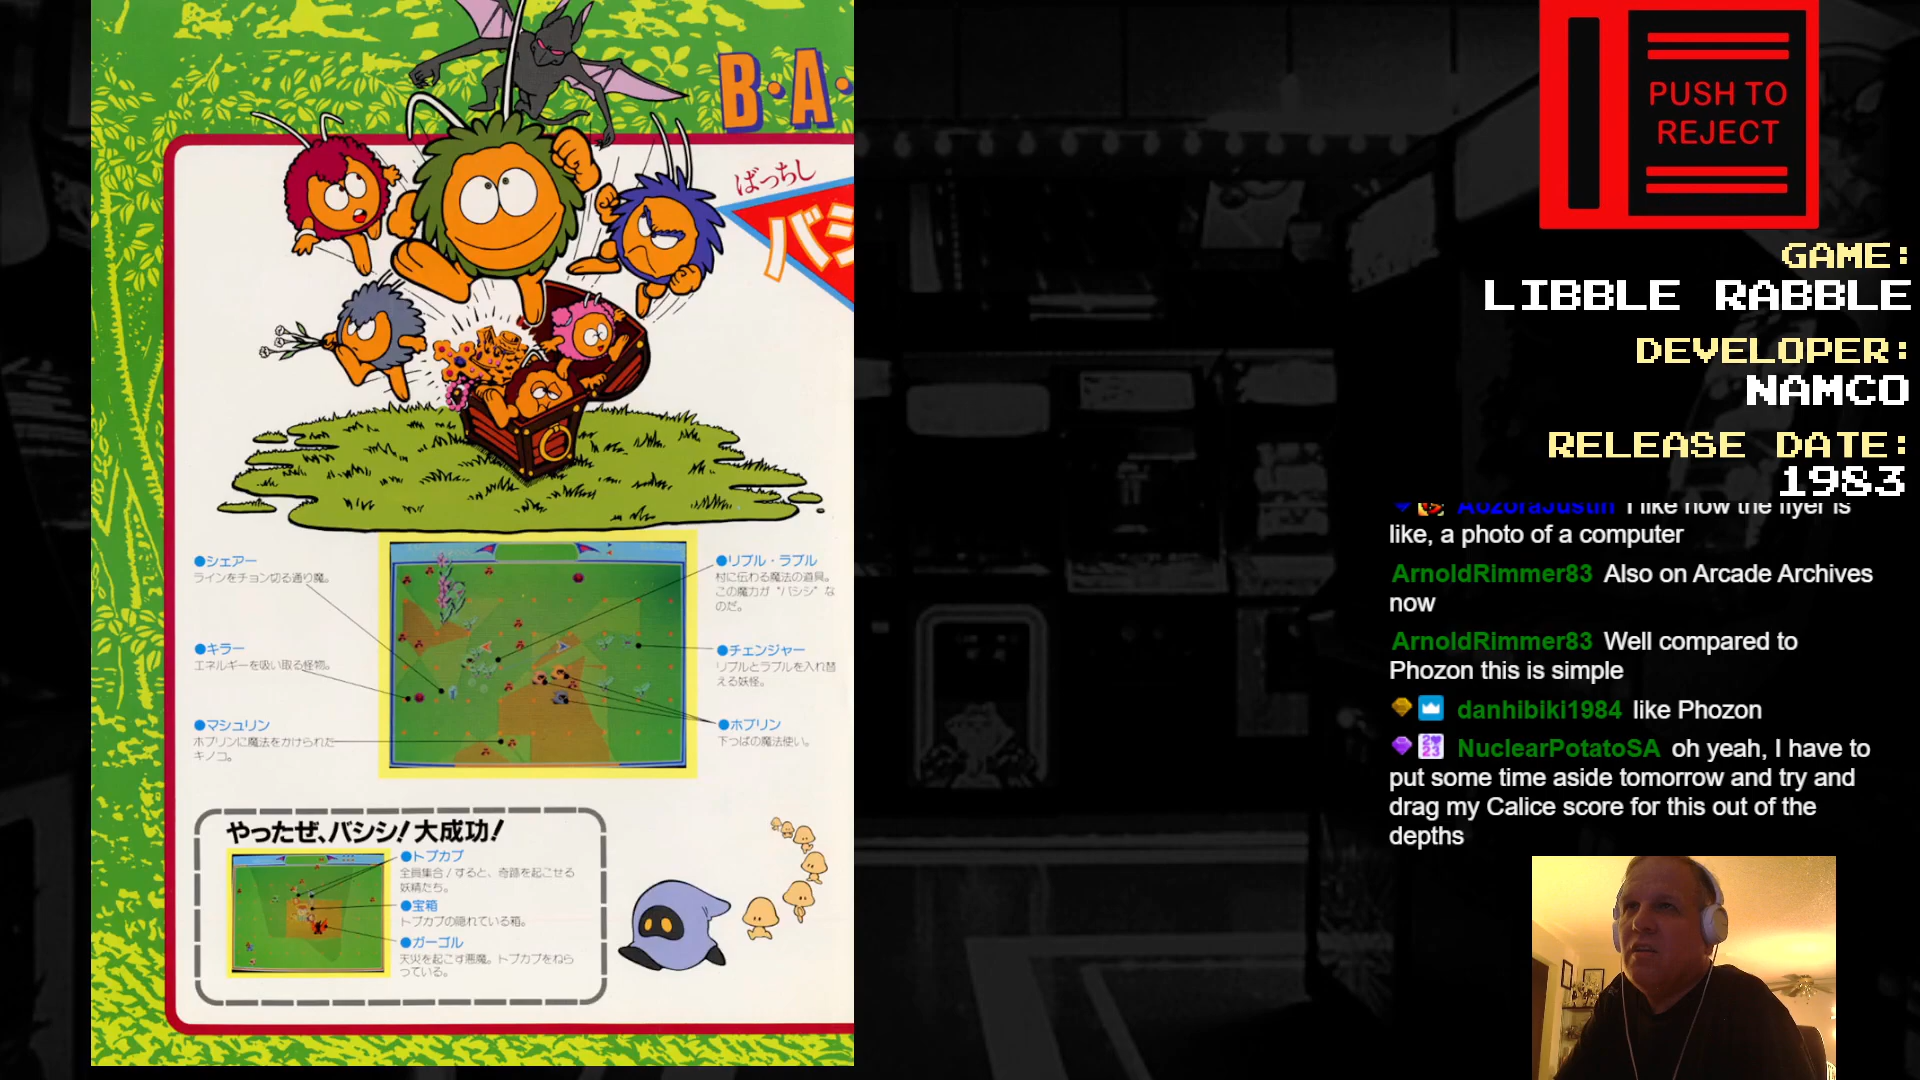 B·A·
ばっちし
バシ
●シェアー
ラインをチョン切る通り魔。
●キラー
エネルギーを吸い取る怪物。
●マシュリン
ホブリンに魔法をかけられた
キノコ。
●リブル・ラブル
村に伝わる魔法の道具。
この魔力が“バシシ”な
のだ。
●チェンジャー
リブルとラブルを入れ替
える妖怪。
●ホブリン
下っぱの魔法使い。
やったぜ、バシシ!大成功!
●トプカプ
全員集合/すると、奇跡を起こせる
妖精たち。
●宝箱
トプカプの隠れている箱。
●ガーゴル
天災を起こす悪魔。トプカプをねら
っている。
PUSH TO
REJECT
GAME:
LIBBLE RABBLE
DEVELOPER:
NAMCO
RELEASE DATE:
1983
AozoraJustin I like how the flyer is
like, a photo of a computer
ArnoldRimmer83 Also on Arcade Archives
now
ArnoldRimmer83 Well compared to
Phozon this is simple
danhibiki1984 like Phozon
NuclearPotatoSA oh yeah, I have to
put some time aside tomorrow and try and
drag my Calice score for this out of the
depths